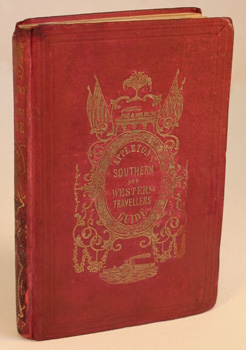 APPLETON'S
SOUTHERN
AND
WESTERN
TRAVELLERS
GUIDE